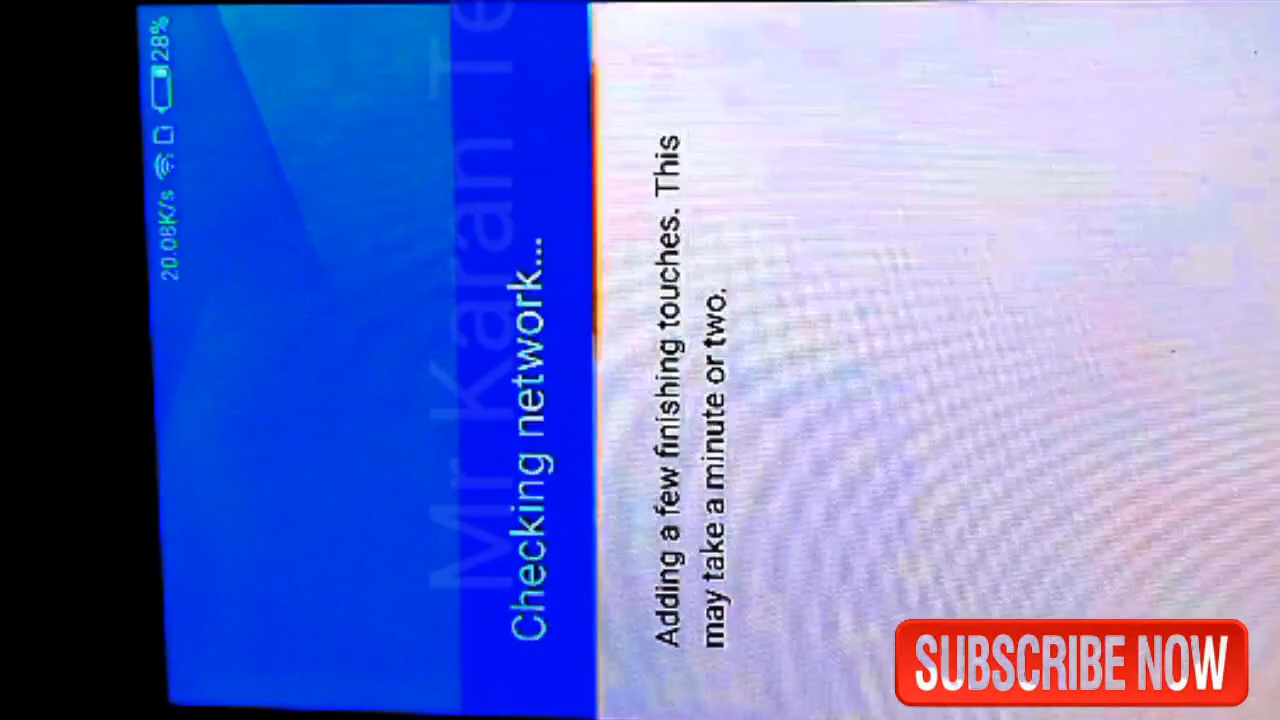 20.08K/s 28%
Mr Karan Te
Checking network...
Adding a few finishing touches. This
may take a minute or two.
SUBSCRIBE NOW